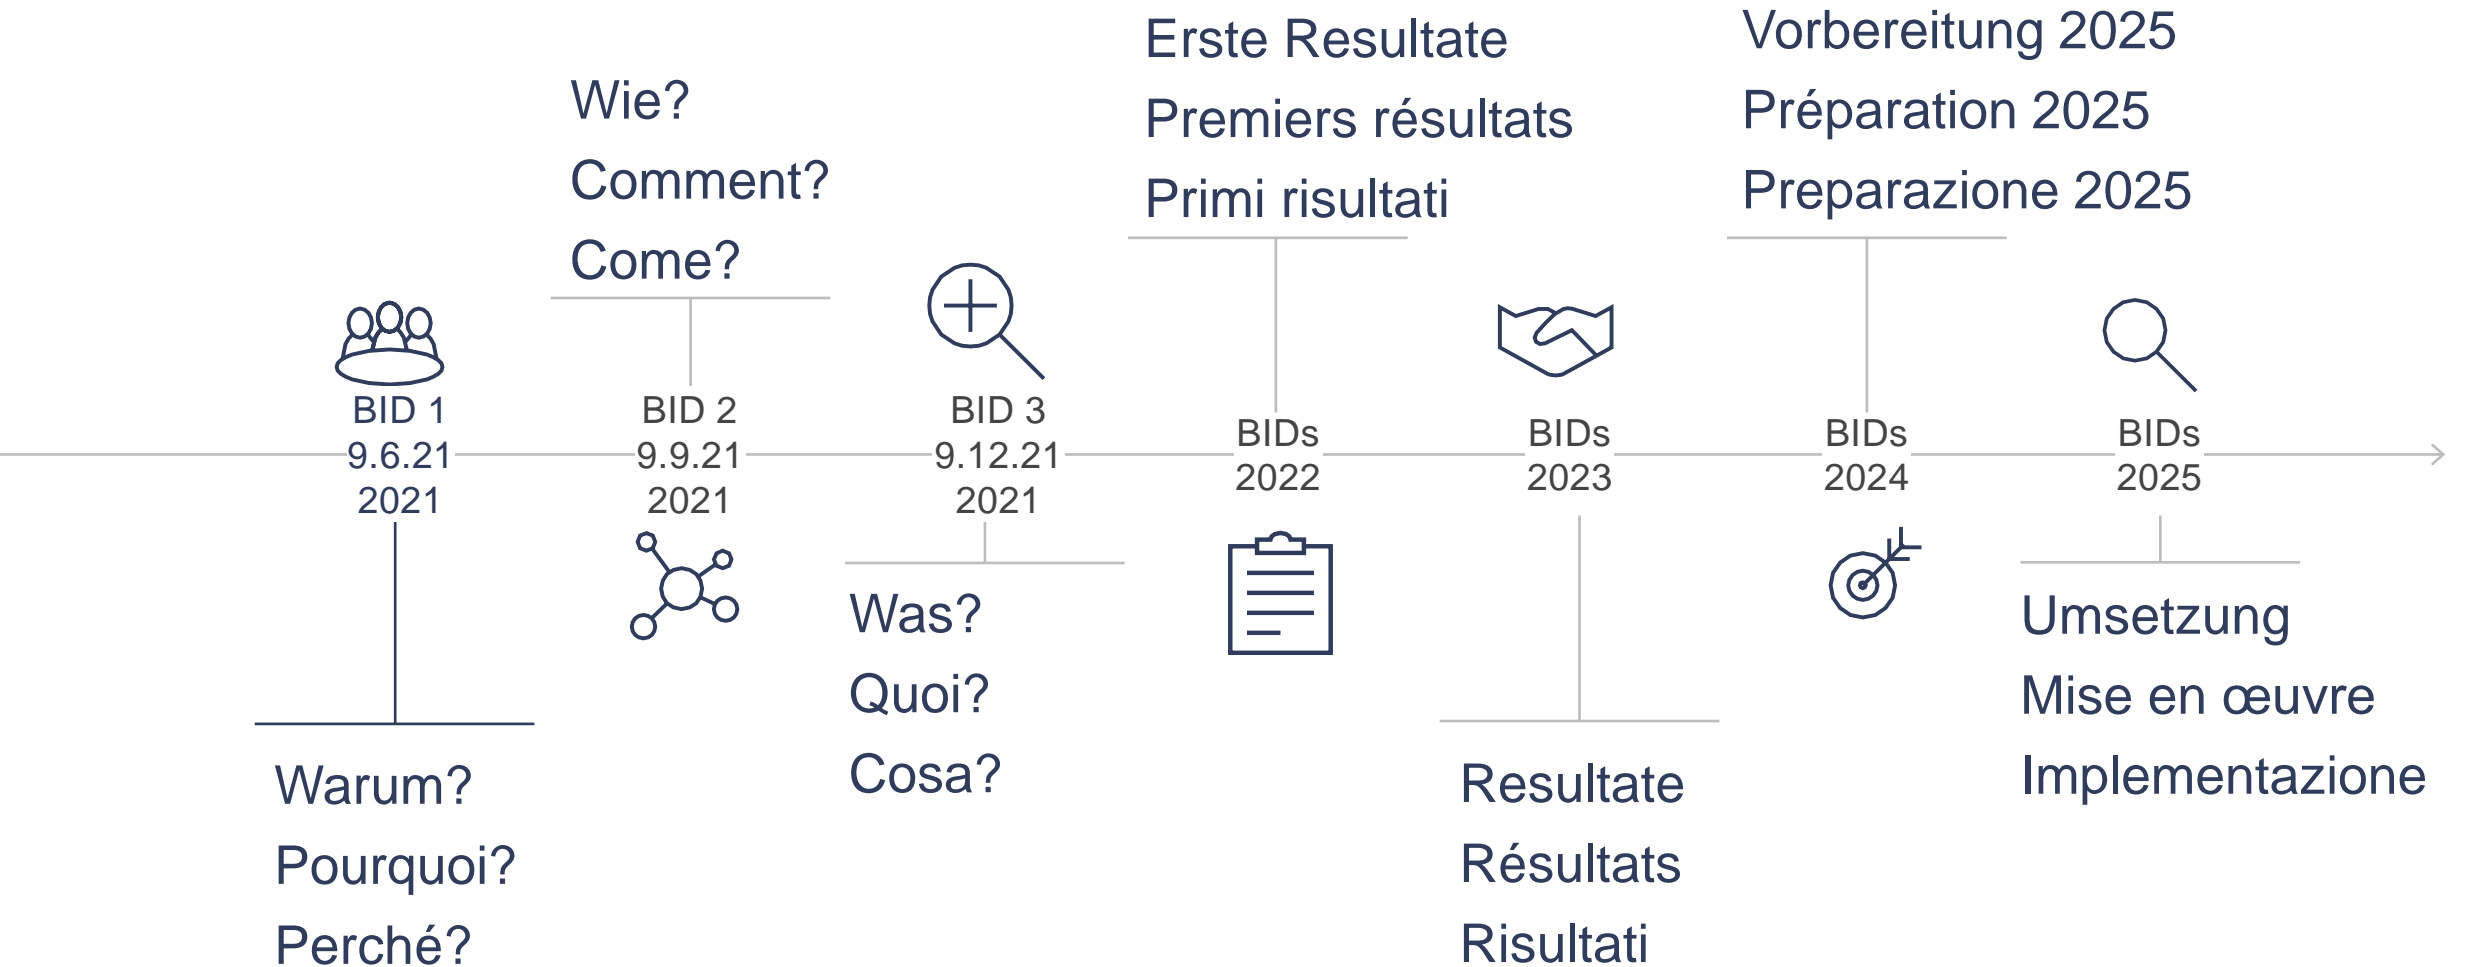 Warum?
Pourquoi?
Perché?
BID 1
9.6.21
2021
Wie?
Comment?
Come?
BID 2
9.9.21
2021
BID 3
9.12.21
2021
Was?
Quoi?
Cosa?
Erste Resultate
Premiers résultats
Primi risultati
BIDs
2022
BIDs
2023
Resultate
Résultats
Risultati
Vorbereitung 2025
Préparation 2025
Preparazione 2025
BIDs
2024
BIDs
2025
Umsetzung
Mise en œuvre
Implementazione